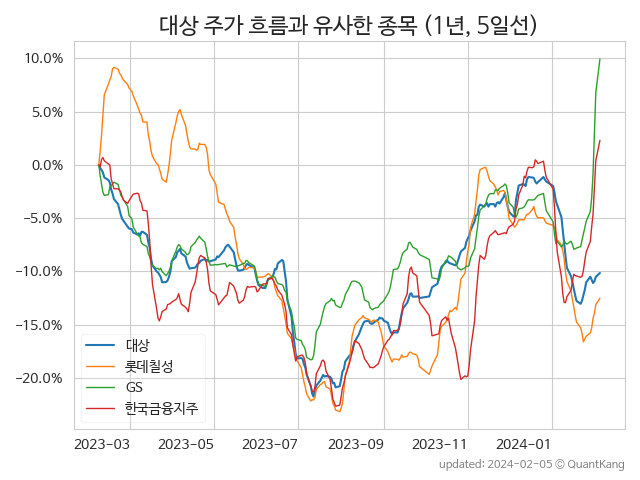 대상 주가 흐름과 유사한 종목 (1년, 5일선)
10.0%
5.0%
0.0%
−5.0%
−10.0%
−15.0%
−20.0%
대상
롯데칠성
GS
한국금융지주
2023-03 2023-05 2023-07 2023-09 2023-11 2024-01
updated: 2024-02-05 © QuantKang